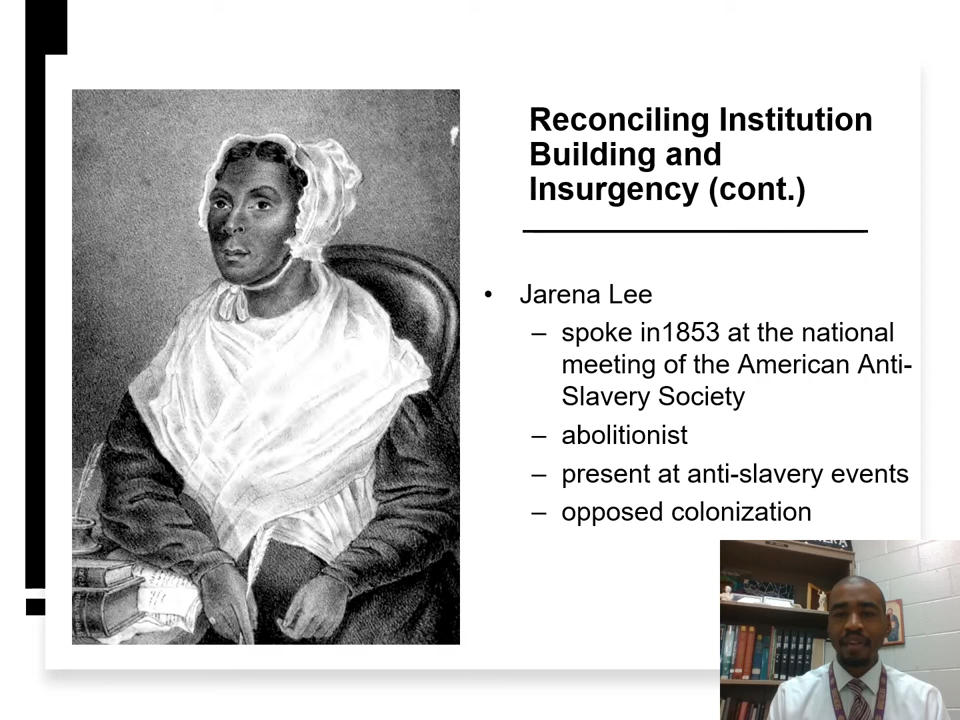 Reconciling Institution
Building and
Insurgency (cont.)
• Jarena Lee
– spoke in1853 at the national
meeting of the American Anti-
Slavery Society
– abolitionist
– present at anti-slavery events
– opposed colonization